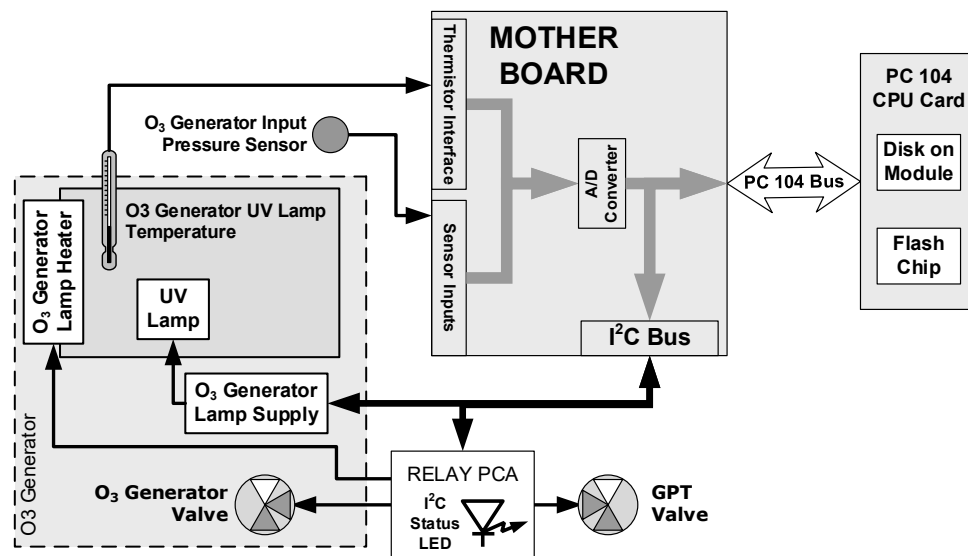 MOTHER
BOARD
Thermistor Interface
Sensor Inputs
A/D
Converter
I²C Bus
PC 104 Bus
PC 104
CPU Card
Disk on
Module
Flash
Chip
O₃ Generator Input
Pressure Sensor
O3 Generator UV Lamp
Temperature
O₃ Generator
Lamp Heater
UV
Lamp
O₃ Generator
Lamp Supply
O3 Generator
O₃ Generator
Valve
RELAY PCA
I²C
Status
LED
GPT
Valve